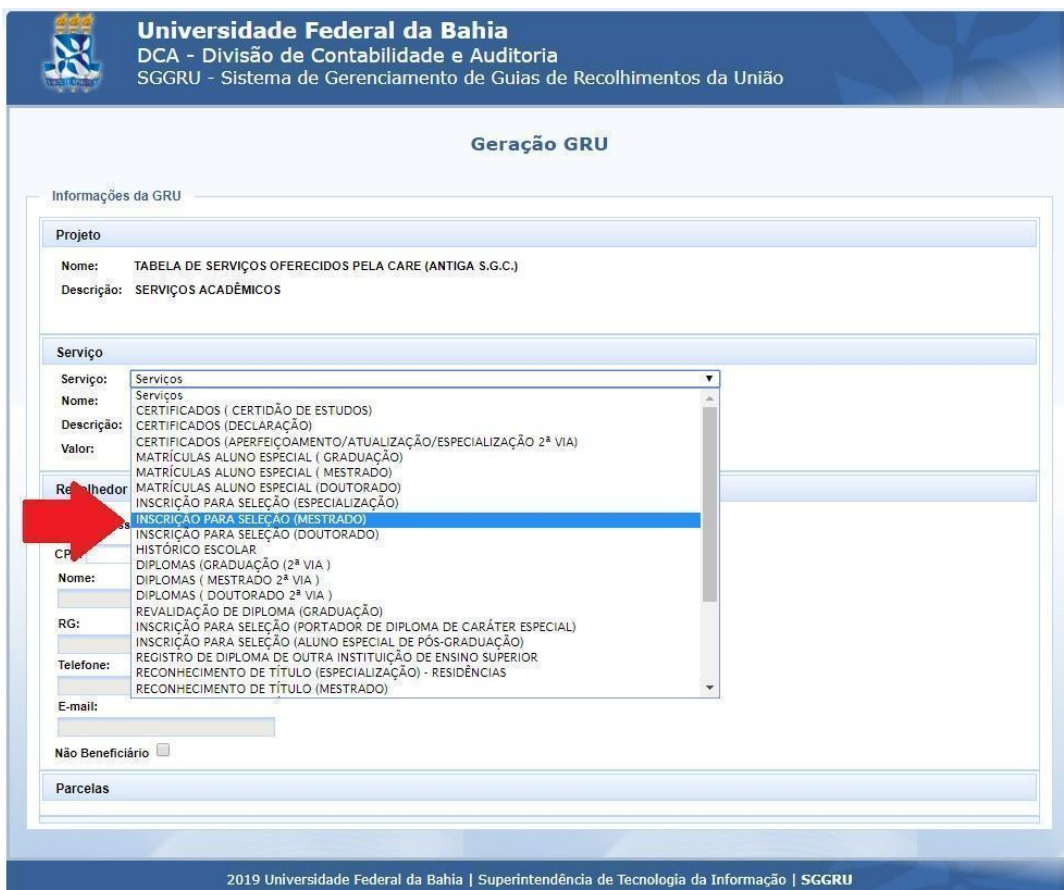 Universidade Federal da Bahia
DCA - Divisão de Contabilidade e Auditoria
SGGRU - Sistema de Gerenciamento de Guias de Recolhimentos da União
Geração GRU
Informações da GRU
Projeto
Nome: TABELA DE SERVIÇOS OFERECIDOS PELA CARE (ANTIGA S.G.C.)
Descrição: SERVIÇOS ACADÊMICOS
Serviço
Serviço: Serviços
Nome: Serviços
CERTIFICADOS ( CERTIDÃO DE ESTUDOS)
Descrição: CERTIFICADOS (DECLARAÇÃO)
CERTIFICADOS (APERFEIÇOAMENTO/ATUALIZAÇÃO/ESPECIALIZAÇÃO 2ª VIA)
Valor: MATRÍCULAS ALUNO ESPECIAL ( GRADUAÇÃO)
MATRÍCULAS ALUNO ESPECIAL ( MESTRADO)
MATRÍCULAS ALUNO ESPECIAL (DOUTORADO)
INSCRIÇÃO PARA SELEÇÃO (ESPECIALIZAÇÃO)
INSCRIÇÃO PARA SELEÇÃO (MESTRADO)
INSCRIÇÃO PARA SELEÇÃO (DOUTORADO)
HISTÓRICO ESCOLAR
DIPLOMAS (GRADUAÇÃO (2ª VIA )
Nome: DIPLOMAS ( MESTRADO 2ª VIA )
DIPLOMAS ( DOUTORADO 2ª VIA )
REVALIDAÇÃO DE DIPLOMA (GRADUAÇÃO)
RG: INSCRIÇÃO PARA SELEÇÃO (PORTADOR DE DIPLOMA DE CARÁTER ESPECIAL)
INSCRIÇÃO PARA SELEÇÃO (ALUNO ESPECIAL DE PÓS-GRADUAÇÃO)
Telefone: REGISTRO DE DIPLOMA DE OUTRA INSTITUIÇÃO DE ENSINO SUPERIOR
RECONHECIMENTO DE TÍTULO (ESPECIALIZAÇÃO) - RESIDÊNCIAS
RECONHECIMENTO DE TÍTULO (MESTRADO)
E-mail:
Não Beneficiário
Parcelas
2019 Universidade Federal da Bahia | Superintendência de Tecnologia da Informação | SGGRU